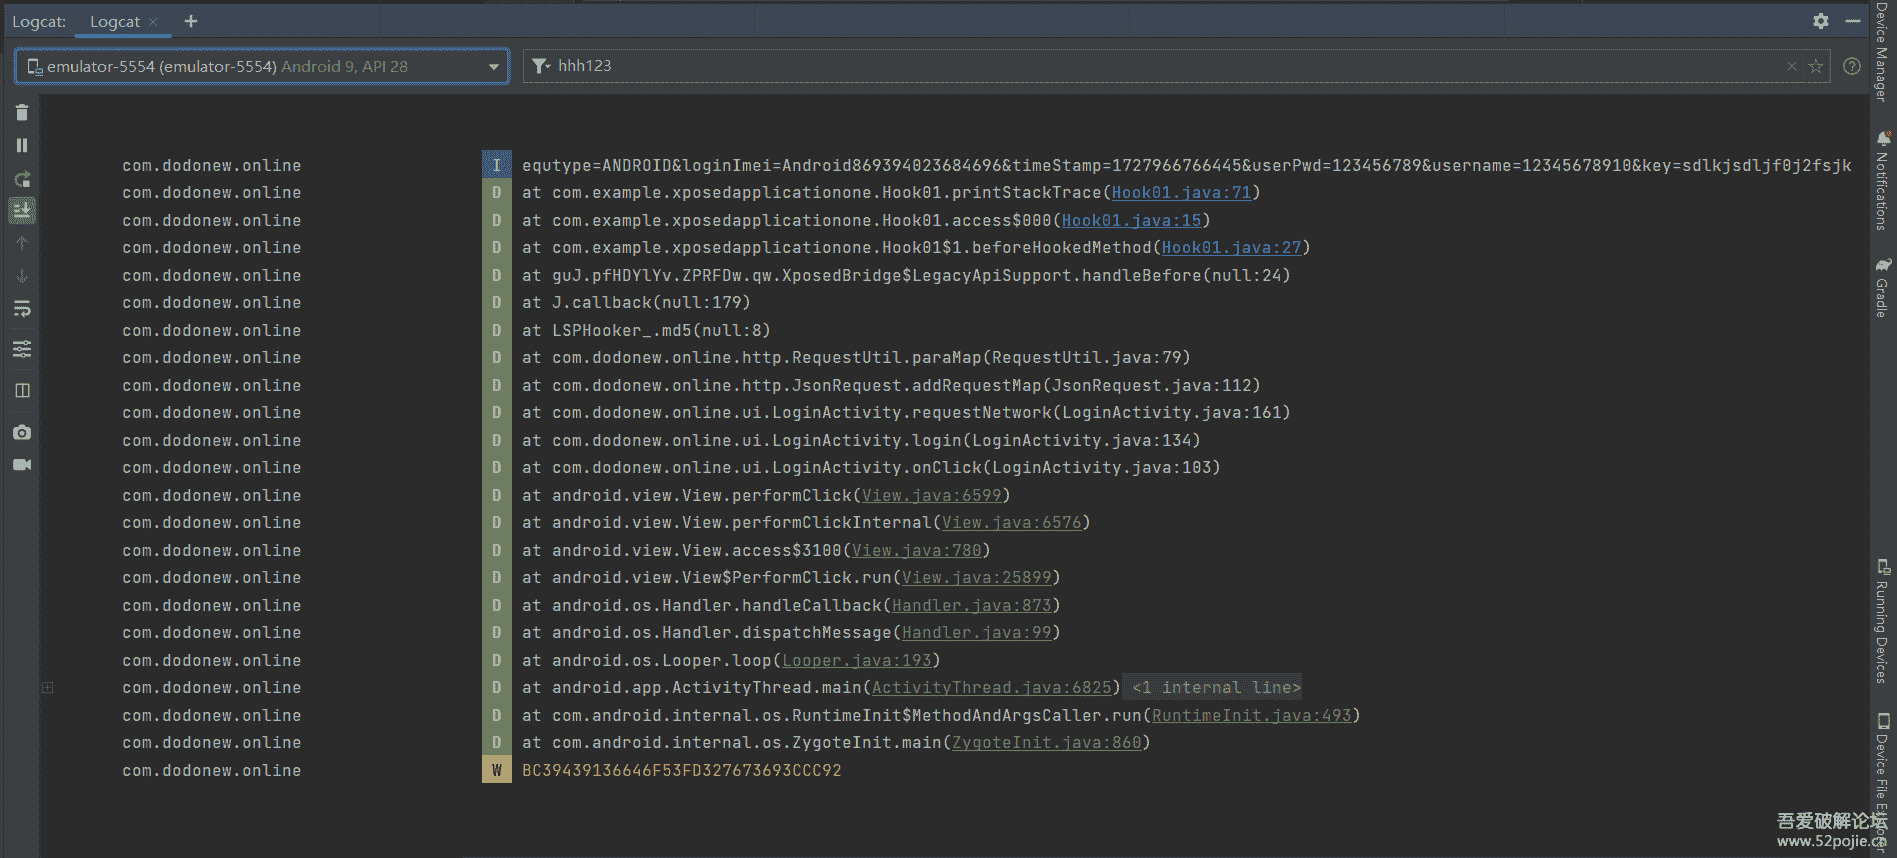 Logcat: Logcat
emulator-5554 (emulator-5554) Android 9, API 28
hhh123
com.dodonew.online I equtype=ANDROID&loginImei=Android869394023684696&timeStamp=1727966766445&userPwd=123456789&username=12345678910&key=sdlkjsdljf0j2fsjk
com.dodonew.online D at com.example.xposedapplicationone.Hook01.printStackTrace(Hook01.java:71)
com.dodonew.online D at com.example.xposedapplicationone.Hook01.access$000(Hook01.java:15)
com.dodonew.online D at com.example.xposedapplicationone.Hook01$1.beforeHookedMethod(Hook01.java:27)
com.dodonew.online D at guJ.pfHDYlYv.ZPRFDw.qw.XposedBridge$LegacyApiSupport.handleBefore(null:24)
com.dodonew.online D at J.callback(null:179)
com.dodonew.online D at LSPHooker_.md5(null:8)
com.dodonew.online D at com.dodonew.online.http.RequestUtil.paraMap(RequestUtil.java:79)
com.dodonew.online D at com.dodonew.online.http.JsonRequest.addRequestMap(JsonRequest.java:112)
com.dodonew.online D at com.dodonew.online.ui.LoginActivity.requestNetwork(LoginActivity.java:161)
com.dodonew.online D at com.dodonew.online.ui.LoginActivity.login(LoginActivity.java:134)
com.dodonew.online D at com.dodonew.online.ui.LoginActivity.onClick(LoginActivity.java:103)
com.dodonew.online D at android.view.View.performClick(View.java:6599)
com.dodonew.online D at android.view.View.performClickInternal(View.java:6576)
com.dodonew.online D at android.view.View.access$3100(View.java:780)
com.dodonew.online D at android.view.View$PerformClick.run(View.java:25899)
com.dodonew.online D at android.os.Handler.handleCallback(Handler.java:873)
com.dodonew.online D at android.os.Handler.dispatchMessage(Handler.java:99)
com.dodonew.online D at android.os.Looper.loop(Looper.java:193)
com.dodonew.online D at android.app.ActivityThread.main(ActivityThread.java:6825) <1 internal line>
com.dodonew.online D at com.android.internal.os.RuntimeInit$MethodAndArgsCaller.run(RuntimeInit.java:493)
com.dodonew.online D at com.android.internal.os.ZygoteInit.main(ZygoteInit.java:860)
com.dodonew.online W BC39439136646F53FD327673693CCC92
Device Manager
Notifications
Gradle
Running Devices
Device File Explorer
吾爱破解论坛
www.52pojie.cn